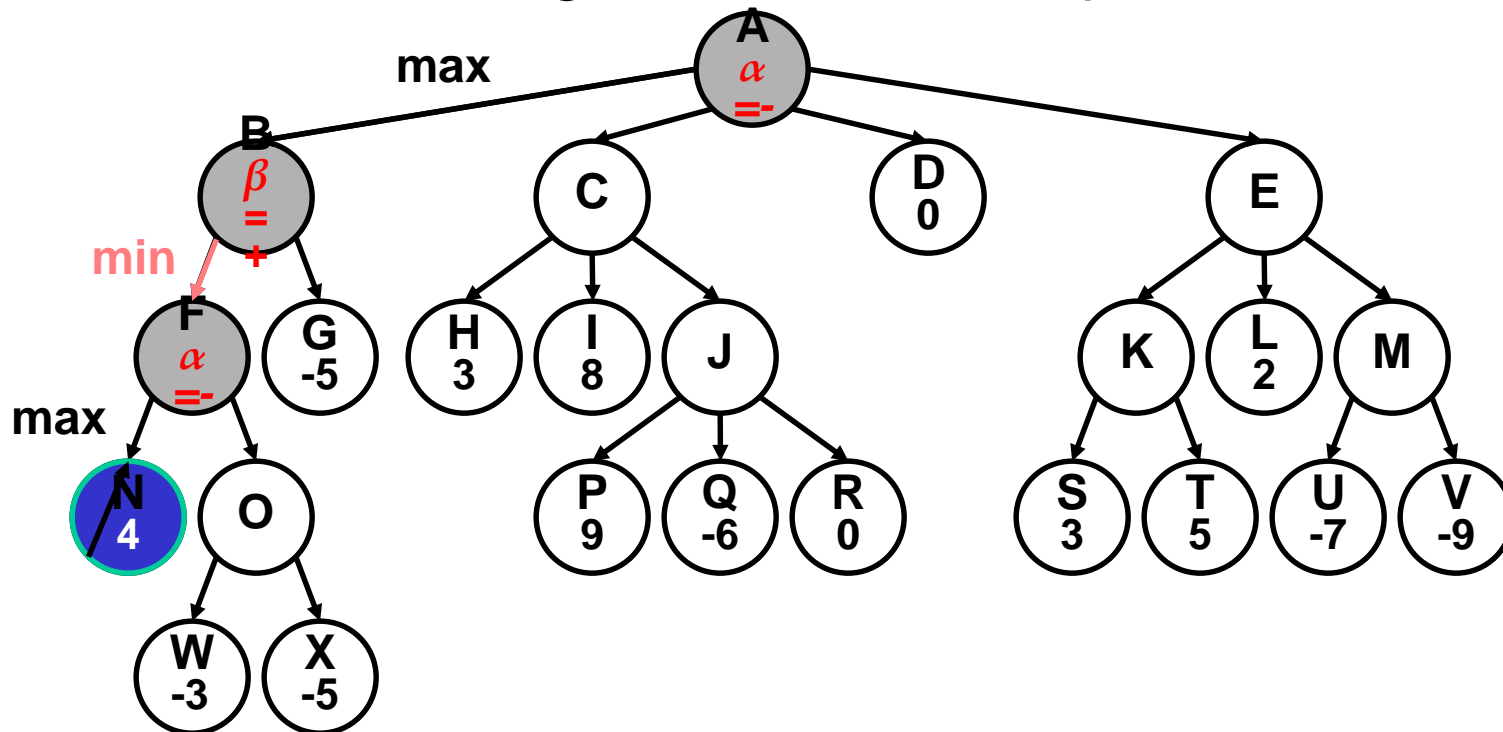 A
max
α
=-
B
β
=
+
C
D
0
E
min
F
α
=-
G
-5
H
3
I
8
J
K
L
2
M
max
N
4
O
P
9
Q
-6
R
0
S
3
T
5
U
-7
V
-9
W
-3
X
-5